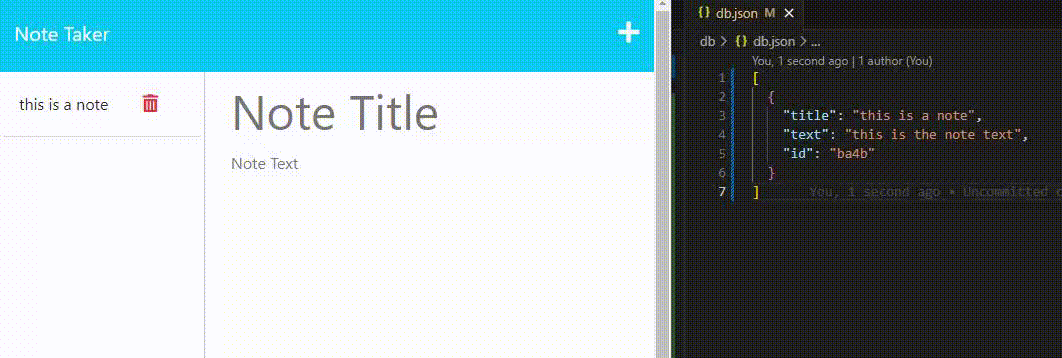 Note Taker
this is a note
Note Title
Note Text
db.json M
db > {} db.json > ...
You, 1 second ago | 1 author (You)
1 [
2 {
3 "title": "this is a note",
4 "text": "this is the note text",
5 "id": "ba4b"
6 }
7 ] You, 1 second ago • Uncommitted